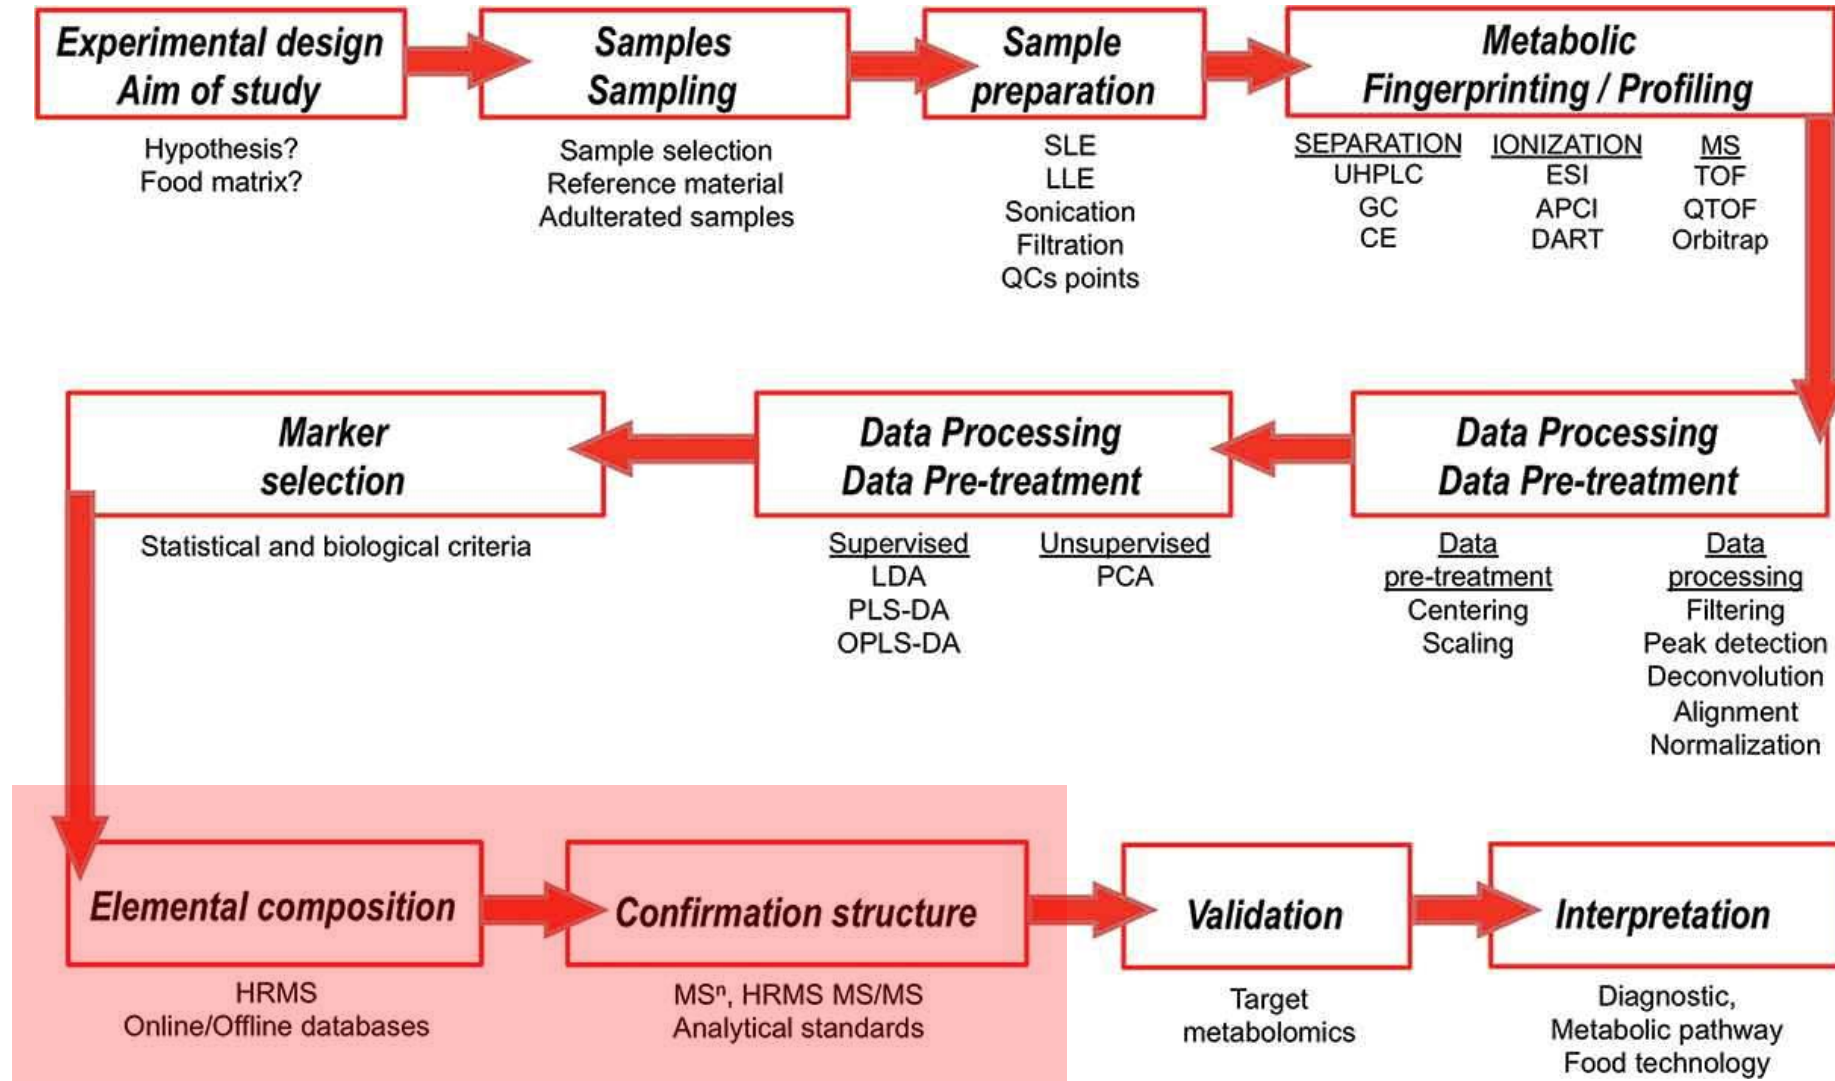 Experimental design
Aim of study
Hypothesis?
Food matrix?
Samples
Sampling
Sample selection
Reference material
Adulterated samples
Sample
preparation
SLE
LLE
Sonication
Filtration
QCs points
Metabolic
Fingerprinting / Profiling
SEPARATION
UHPLC
GC
CE
IONIZATION
ESI
APCI
DART
MS
TOF
QTOF
Orbitrap
Data Processing
Data Pre-treatment
Data
pre-treatment
Centering
Scaling
Data
processing
Filtering
Peak detection
Deconvolution
Alignment
Normalization
Data Processing
Data Pre-treatment
Supervised
LDA
PLS-DA
OPLS-DA
Unsupervised
PCA
Marker
selection
Statistical and biological criteria
Elemental composition
HRMS
Online/Offline databases
Confirmation structure
MSⁿ, HRMS MS/MS
Analytical standards
Validation
Target
metabolomics
Interpretation
Diagnostic,
Metabolic pathway
Food technology